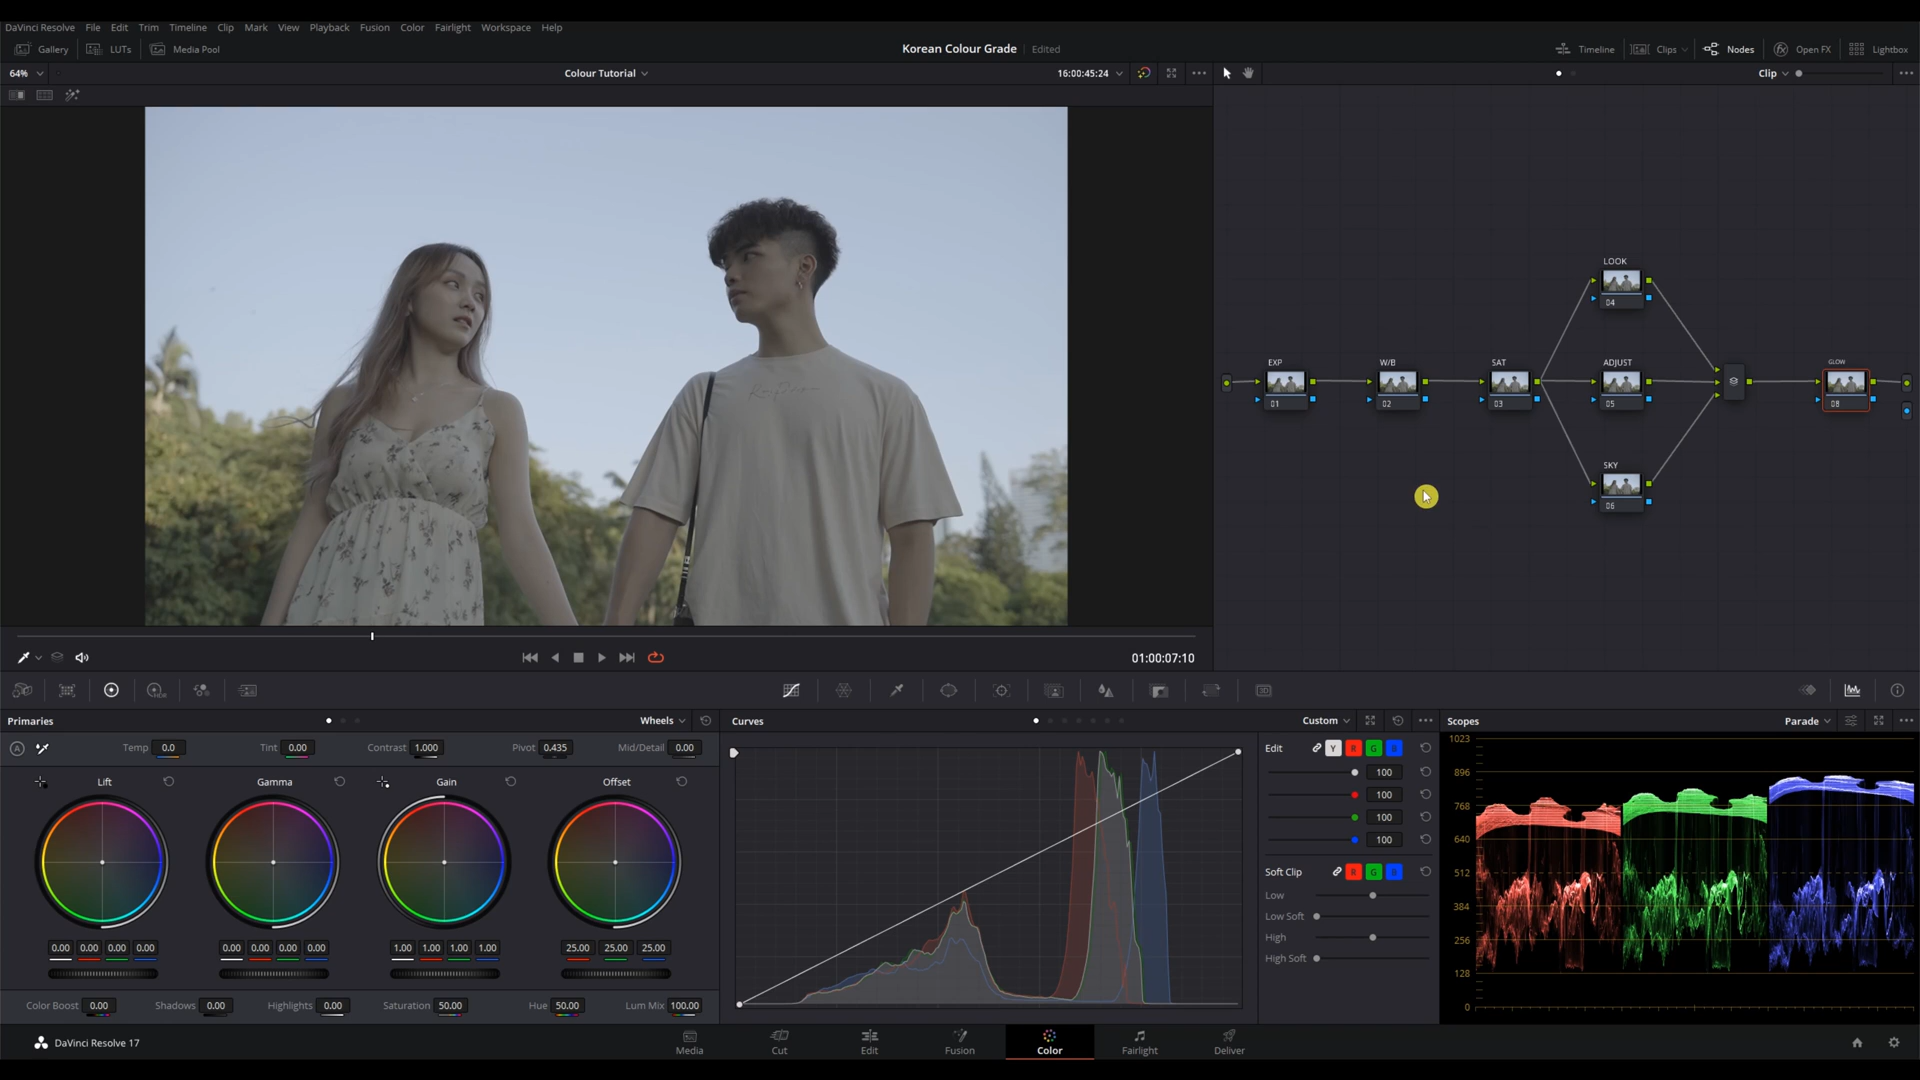 DaVinci Resolve File Edit Trim Timeline Clip Mark View Playback Fusion Color Fairlight Workspace Help
Gallery LUTs Media Pool Korean Colour Grade Edited Timeline Clips Nodes Open FX Lightbox
64% Colour Tutorial 16:00:45:24 Clip
LOOK
04
EXP W/B SAT ADJUST GLOW
01 02 03 05 08
SKY
06
01:00:07:10
Primaries Wheels Curves Custom Scopes Parade
A Temp 0.0 Tint 0.00 Contrast 1.000 Pivot 0.435 Mid/Detail 0.00
Lift Gamma Gain Offset
0.00 0.00 0.00 0.00 0.00 0.00 0.00 0.00 1.00 1.00 1.00 1.00 25.00 25.00 25.00
Color Boost 0.00 Shadows 0.00 Highlights 0.00 Saturation 50.00 Hue 50.00 Lum Mix 100.00
Edit Y R G B
100
100
100
100
Soft Clip R G B
Low
Low Soft
High
High Soft
1023
896
768
640
512
384
256
128
0
DaVinci Resolve 17 Media Cut Edit Fusion Color Fairlight Deliver